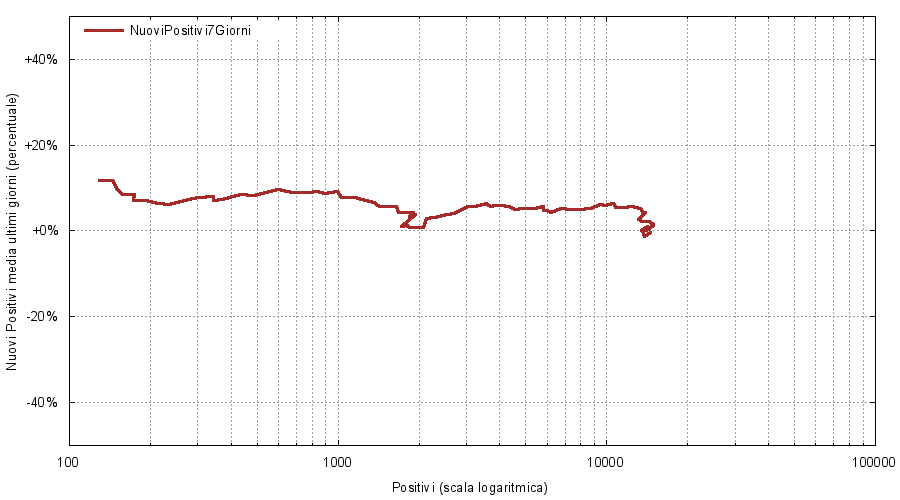 NuoviPositivi7Giorni
+40%
+20%
+0%
-20%
-40%
Nuovi Positivi media ultimi giorni (percentuale)
100 1000 10000 100000
Positivi (scala logaritmica)